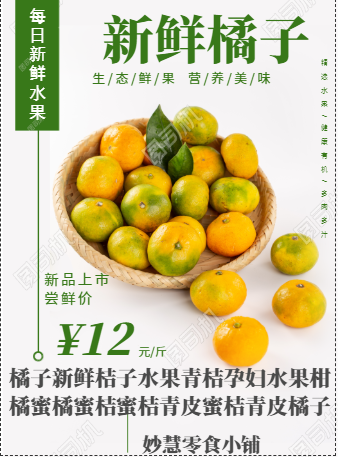 每日新鲜水果
新鲜橘子
生/态/鲜/果 营/养/美/味
新品上市
尝鲜价
¥12元/斤
橘子新鲜桔子水果青桔孕妇水果柑
橘蜜橘蜜桔蜜桔青皮蜜桔青皮橘子
妙慧零食小铺